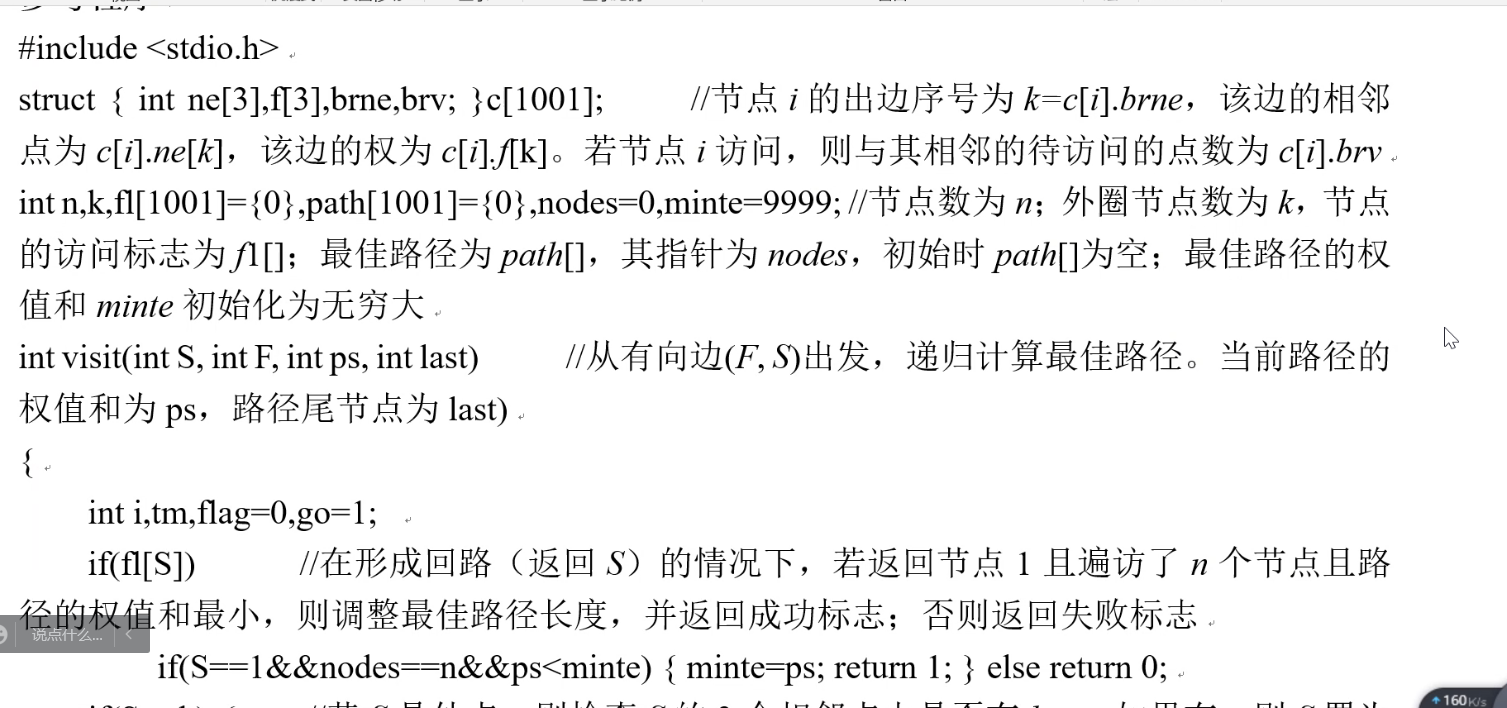 #include <stdio.h>
struct { int ne[3],f[3],brne,brv; }c[1001]; //节点 i 的出边序号为 k=c[i].brne，该边的相邻
点为 c[i].ne[k]，该边的权为 c[i].f[k]。若节点 i 访问，则与其相邻的待访问的点数为 c[i].brv
int n,k,fl[1001]={0},path[1001]={0},nodes=0,minte=9999; //节点数为 n；外圈节点数为 k，节点
的访问标志为 f1[]；最佳路径为 path[]，其指针为 nodes，初始时 path[]为空；最佳路径的权
值和 minte 初始化为无穷大
int visit(int S, int F, int ps, int last) //从有向边(F, S)出发，递归计算最佳路径。当前路径的
权值和为 ps，路径尾节点为 last)
{
int i,tm,flag=0,go=1;
if(fl[S]) //在形成回路（返回 S）的情况下，若返回节点 1 且遍访了 n 个节点且路
径的权值和最小，则调整最佳路径长度，并返回成功标志；否则返回失败标志
说点什么...
if(S==1&&nodes==n&&ps<minte) { minte=ps; return 1; } else return 0;
160K/s